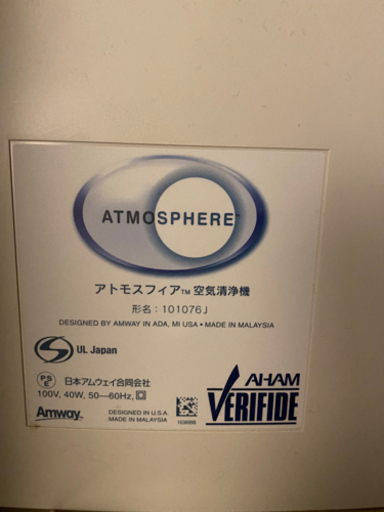 ATMOSPHERE™
アトモスフィア™ 空気清浄機
形名：101076J
DESIGNED BY AMWAY IN ADA, MI USA • MADE IN MALAYSIA
S UL Japan
PS E 日本アムウェイ合同会社
100V, 40W, 50—60Hz,
Amway™
DESIGNED IN U.S.A.
MADE IN MALAYSIA
AHAM
VERIFIDE